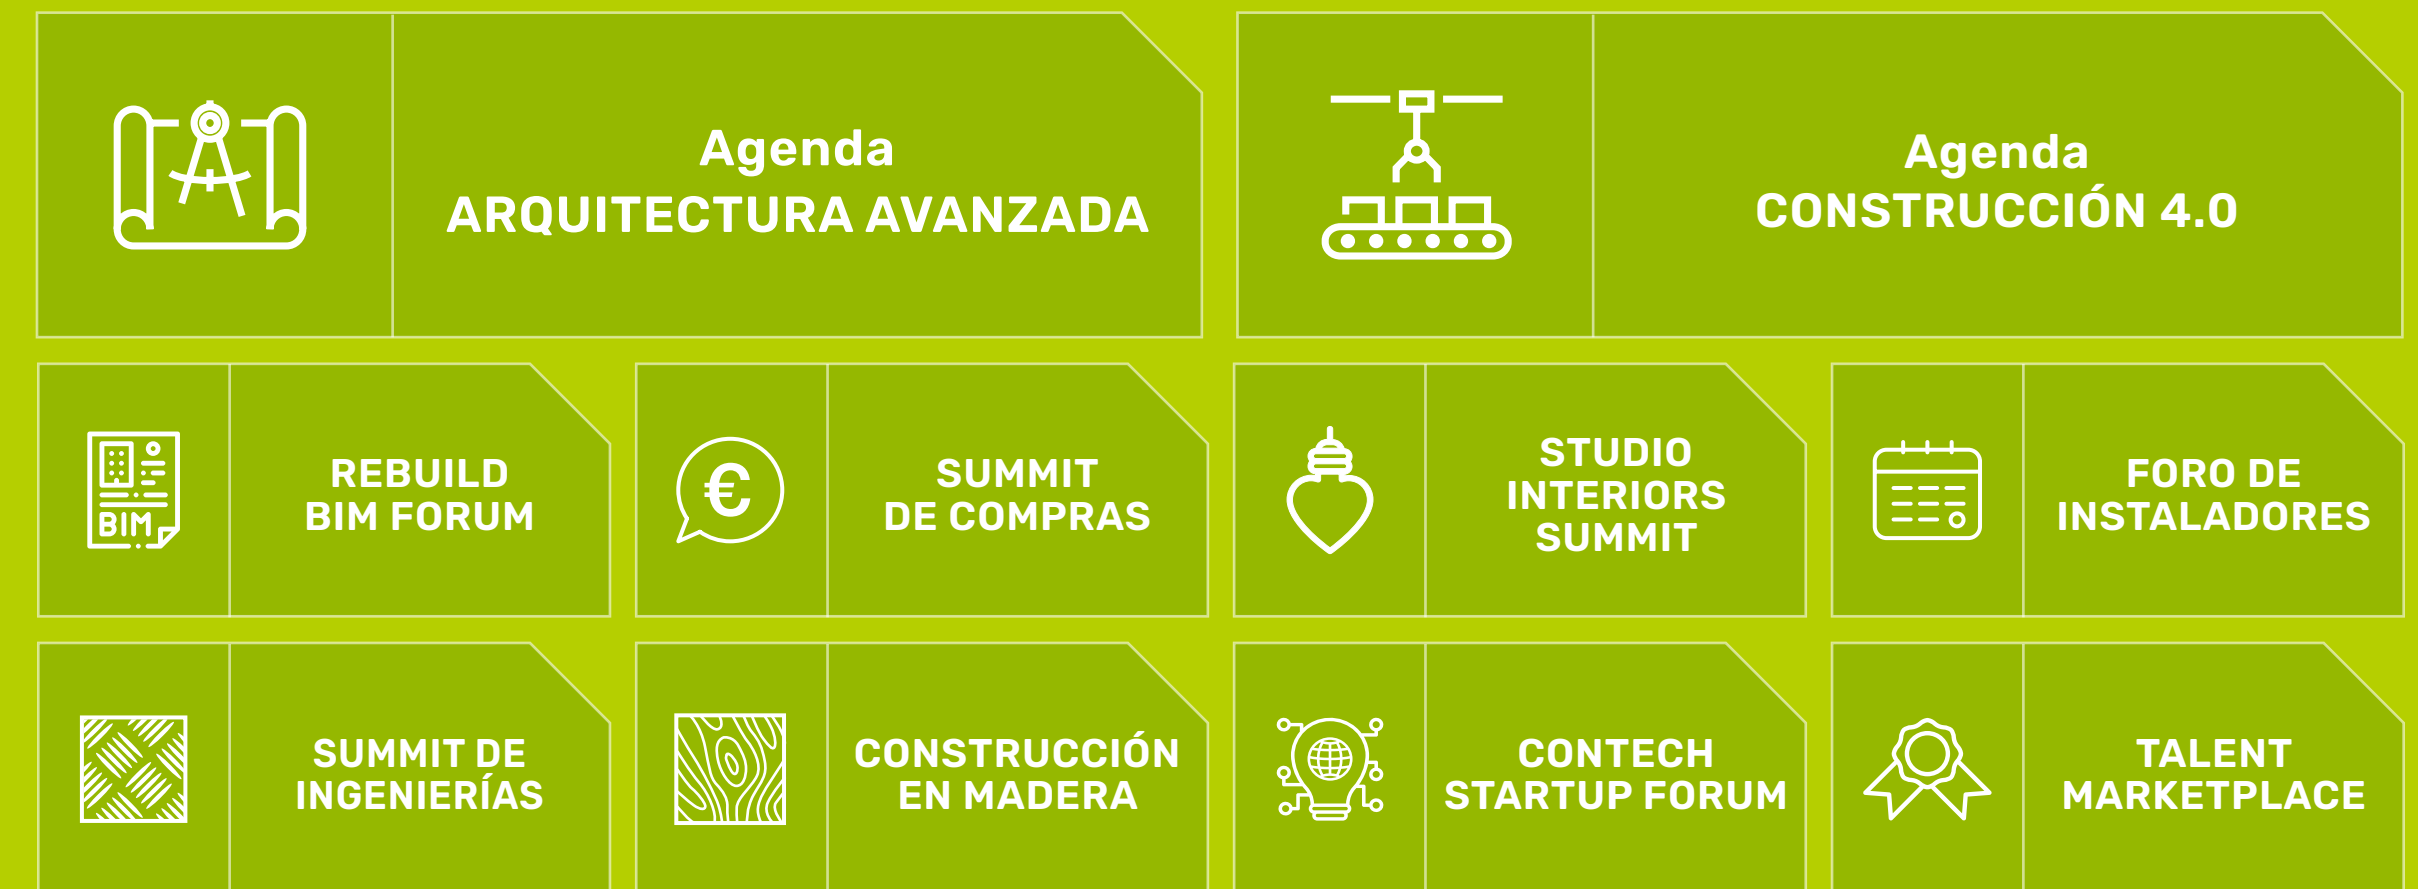 Agenda
ARQUITECTURA AVANZADA
Agenda
CONSTRUCCIÓN 4.0
BIM
REBUILD
BIM FORUM
€
SUMMIT
DE COMPRAS
STUDIO
INTERIORS
SUMMIT
FORO DE
INSTALADORES
SUMMIT DE
INGENIERÍAS
CONSTRUCCIÓN
EN MADERA
CONTECH
STARTUP FORUM
TALENT
MARKETPLACE